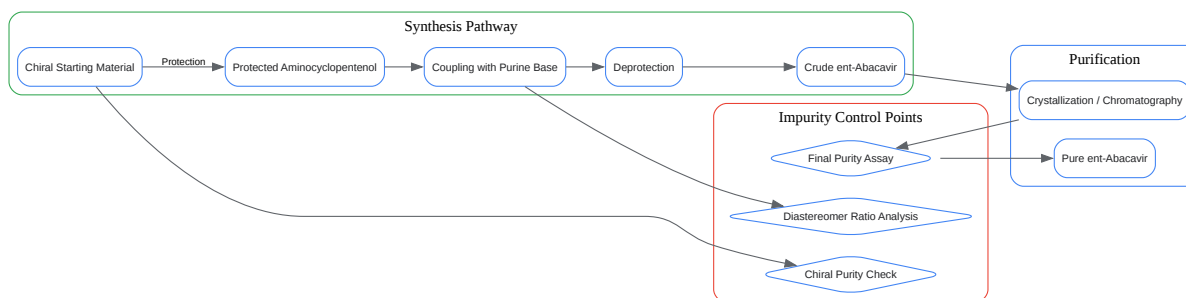 Synthesis Pathway
Chiral Starting Material
Protection
Protected Aminocyclopentenol
Coupling with Purine Base
Deprotection
Crude ent-Abacavir
Purification
Crystallization / Chromatography
Pure ent-Abacavir
Impurity Control Points
Final Purity Assay
Diastereomer Ratio Analysis
Chiral Purity Check